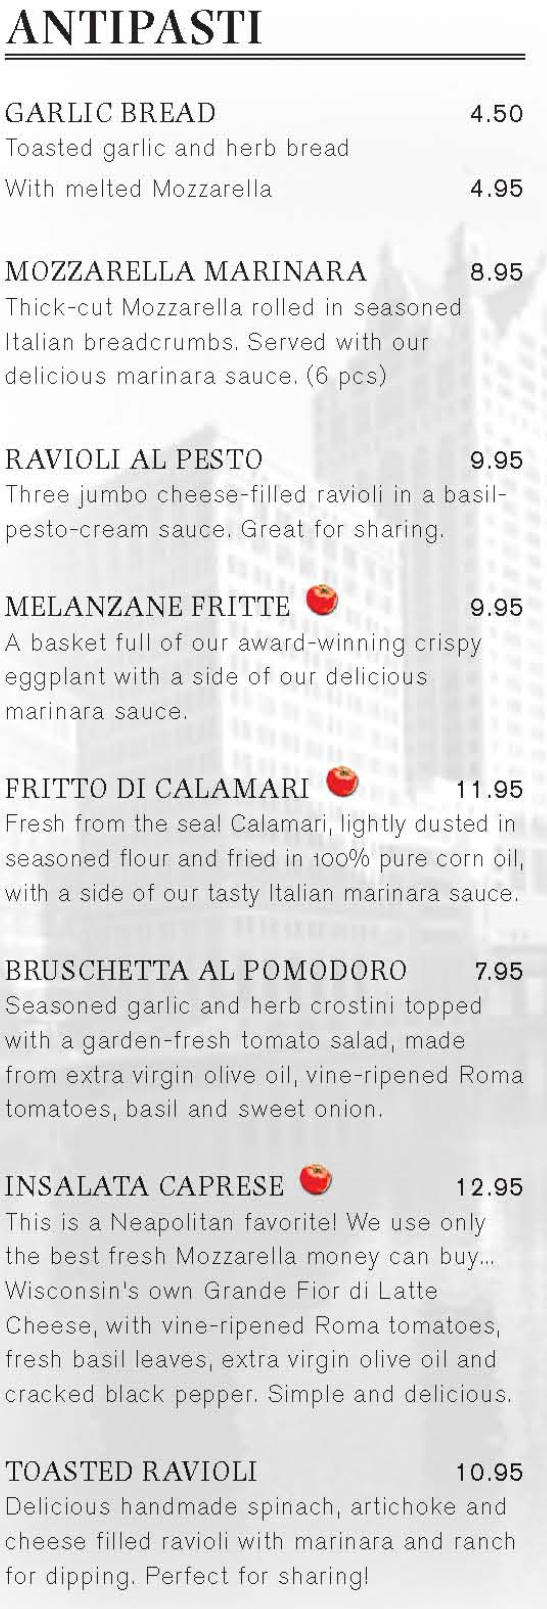 ANTIPASTI
GARLIC BREAD 4.50
Toasted garlic and herb bread
With melted Mozzarella 4.95
MOZZARELLA MARINARA 8.95
Thick-cut Mozzarella rolled in seasoned
Italian breadcrumbs. Served with our
delicious marinara sauce. (6 pcs)
RAVIOLI AL PESTO 9.95
Three jumbo cheese-filled ravioli in a basil-
pesto-cream sauce. Great for sharing.
MELANZANE FRITTE 9.95
A basket full of our award-winning crispy
eggplant with a side of our delicious
marinara sauce.
FRITTO DI CALAMARI 11.95
Fresh from the sea! Calamari, lightly dusted in
seasoned flour and fried in 100% pure corn oil,
with a side of our tasty Italian marinara sauce.
BRUSCHETTA AL POMODORO 7.95
Seasoned garlic and herb crostini topped
with a garden-fresh tomato salad, made
from extra virgin olive oil, vine-ripened Roma
tomatoes, basil and sweet onion.
INSALATA CAPRESE 12.95
This is a Neapolitan favorite! We use only
the best fresh Mozzarella money can buy...
Wisconsin's own Grande Fior di Latte
Cheese, with vine-ripened Roma tomatoes,
fresh basil leaves, extra virgin olive oil and
cracked black pepper. Simple and delicious.
TOASTED RAVIOLI 10.95
Delicious handmade spinach, artichoke and
cheese filled ravioli with marinara and ranch
for dipping. Perfect for sharing!